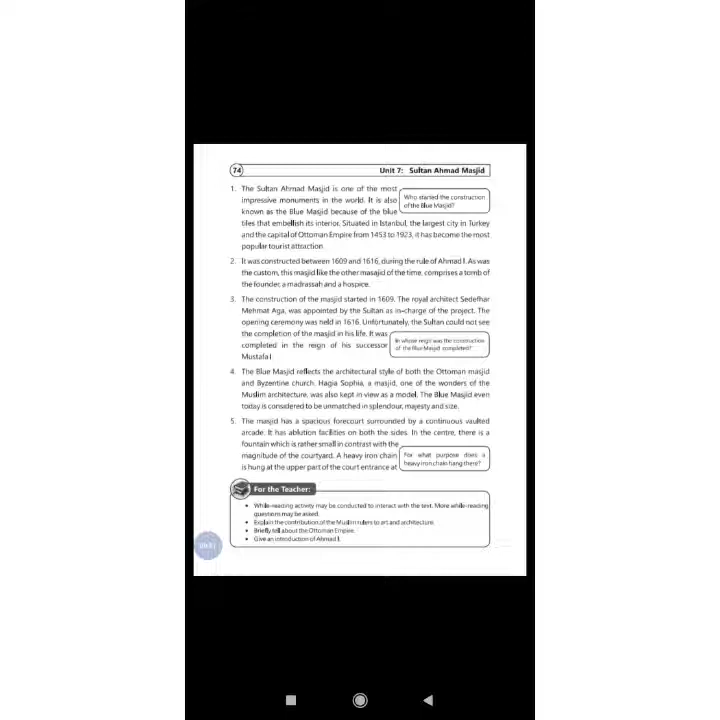 74
Unit 7: Sultan Ahmad Masjid
1. The Sultan Ahmad Masjid is one of the most
impressive monuments in the world. It is also
known as the Blue Masjid because of the blue
tiles that embellish its interior. Situated in Istanbul, the largest city in Turkey
and the capital of Ottoman Empire from 1453 to 1923, it has become the most
popular tourist attraction.
Who started the construction
of the Blue Masjid?
2. It was constructed between 1609 and 1616, during the rule of Ahmad I. As was
the custom, this masjid like the other masajid of the time, comprises a tomb of
the founder, a madrassah and a hospice.
3. The construction of the masjid started in 1609. The royal architect Sedefhar
Mehmat Aga, was appointed by the Sultan as in-charge of the project. The
opening ceremony was held in 1616. Unfortunately, the Sultan could not see
the completion of the masjid in his life. It was
completed in the reign of his successor
Mustafa I
In whose reign was the construction
of the Blue Masjid completed?
4. The Blue Masjid reflects the architectural style of both the Ottoman masjid
and Byzentine church. Hagia Sophia, a masjid, one of the wonders of the
Muslim architecture, was also kept in view as a model. The Blue Masjid even
today is considered to be unmatched in splendour, majesty and size.
5. The masjid has a spacious forecourt surrounded by a continuous vaulted
arcade. It has ablution facilities on both the sides. In the centre, there is a
fountain which is rather small in contrast with the
magnitude of the courtyard. A heavy iron chain
is hung at the upper part of the court entrance at
For what purpose does a
heavy iron chain hang there?
For the Teacher:
• While-reading activity may be conducted to interact with the text. More while-reading
questions may be asked.
• Explain the contribution of the Muslim rulers to art and architecture.
• Briefly tell about the Ottoman Empire.
• Give an introduction of Ahmad I.